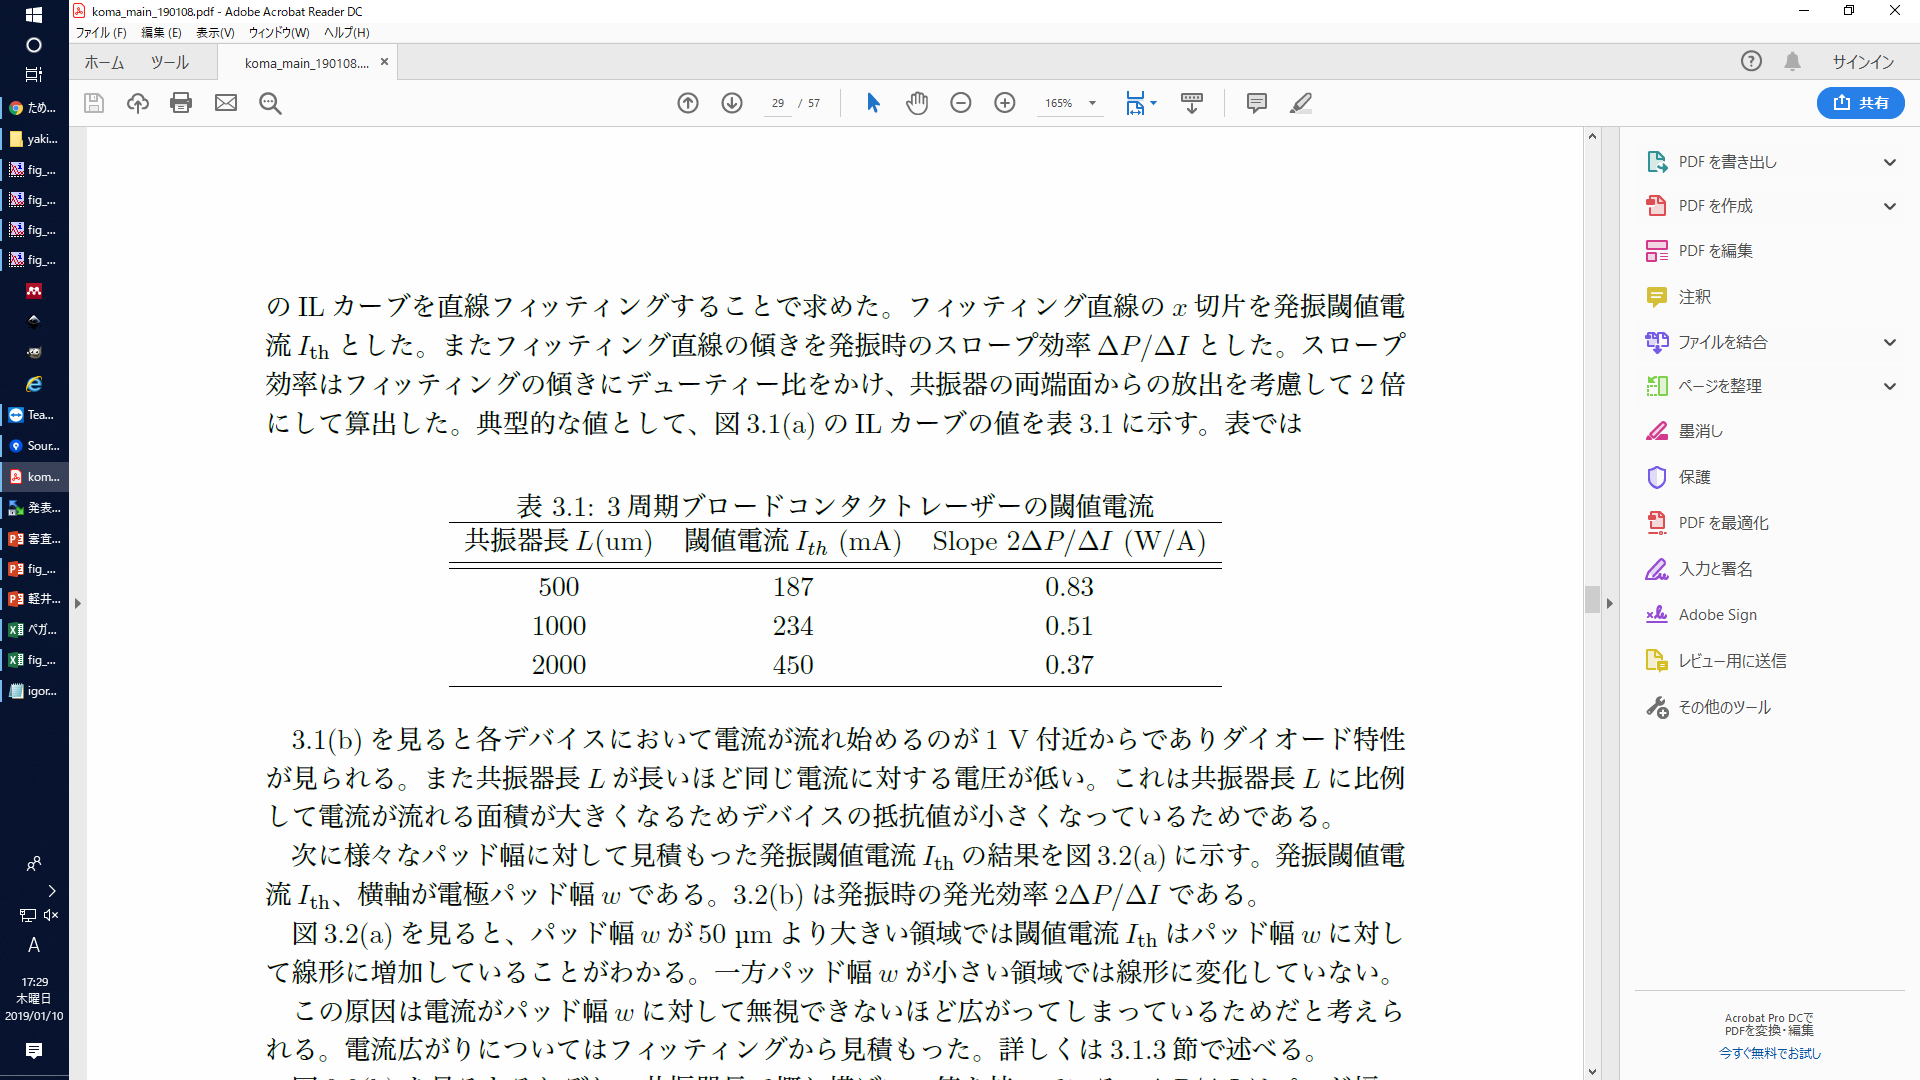 koma_main_190108.pdf - Adobe Acrobat Reader DC
ファイル(F) 編集(E) 表示(V) ウィンドウ(W) ヘルプ(H)
ホーム ツール koma_main_190108.... × サインイン
29 / 57 165% 共有
ため...
yaki...
fig_...
fig_...
fig_...
fig_...
Tea...
Sour...
kom...
発表...
審査...
fig_...
軽井...
ペガ...
fig_...
igor...
A
17:29
木曜日
2019/01/10
の IL カーブを直線フィッティングすることで求めた。フィッティング直線の x 切片を発振閾値電
流 Ith とした。またフィッティング直線の傾きを発振時のスロープ効率 ΔP/ΔI とした。スロープ
効率はフィッティングの傾きにデューティー比をかけ、共振器の両端面からの放出を考慮して 2 倍
にして算出した。典型的な値として、図 3.1(a) の IL カーブの値を表 3.1 に示す。表では
表 3.1: 3 周期ブロードコンタクトレーザーの閾値電流
共振器長 L(um) 閾値電流 Ith (mA) Slope 2ΔP/ΔI (W/A)
500 187 0.83
1000 234 0.51
2000 450 0.37
3.1(b) を見ると各デバイスにおいて電流が流れ始めるのが 1 V 付近からでありダイオード特性
が見られる。また共振器長 L が長いほど同じ電流に対する電圧が低い。これは共振器長 L に比例
して電流が流れる面積が大きくなるためデバイスの抵抗値が小さくなっているためである。
次に様々なパッド幅に対して見積もった発振閾値電流 Ith の結果を図 3.2(a) に示す。発振閾値電
流 Ith、横軸が電極パッド幅 w である。3.2(b) は発振時の発光効率 2ΔP/ΔI である。
図 3.2(a) を見ると、パッド幅 w が 50 µm より大きい領域では閾値電流 Ith はパッド幅 w に対し
て線形に増加していることがわかる。一方パッド幅 w が小さい領域では線形に変化していない。
この原因は電流がパッド幅 w に対して無視できないほど広がってしまっているためだと考えら
れる。電流広がりについてはフィッティングから見積もった。詳しくは 3.1.3 節で述べる。
PDF を書き出し
PDF を作成
PDF を編集
注釈
ファイルを結合
ページを整理
墨消し
保護
PDF を最適化
入力と署名
Adobe Sign
レビュー用に送信
その他のツール
Acrobat Pro DCで
PDFを変換・編集
今すぐ無料でお試し